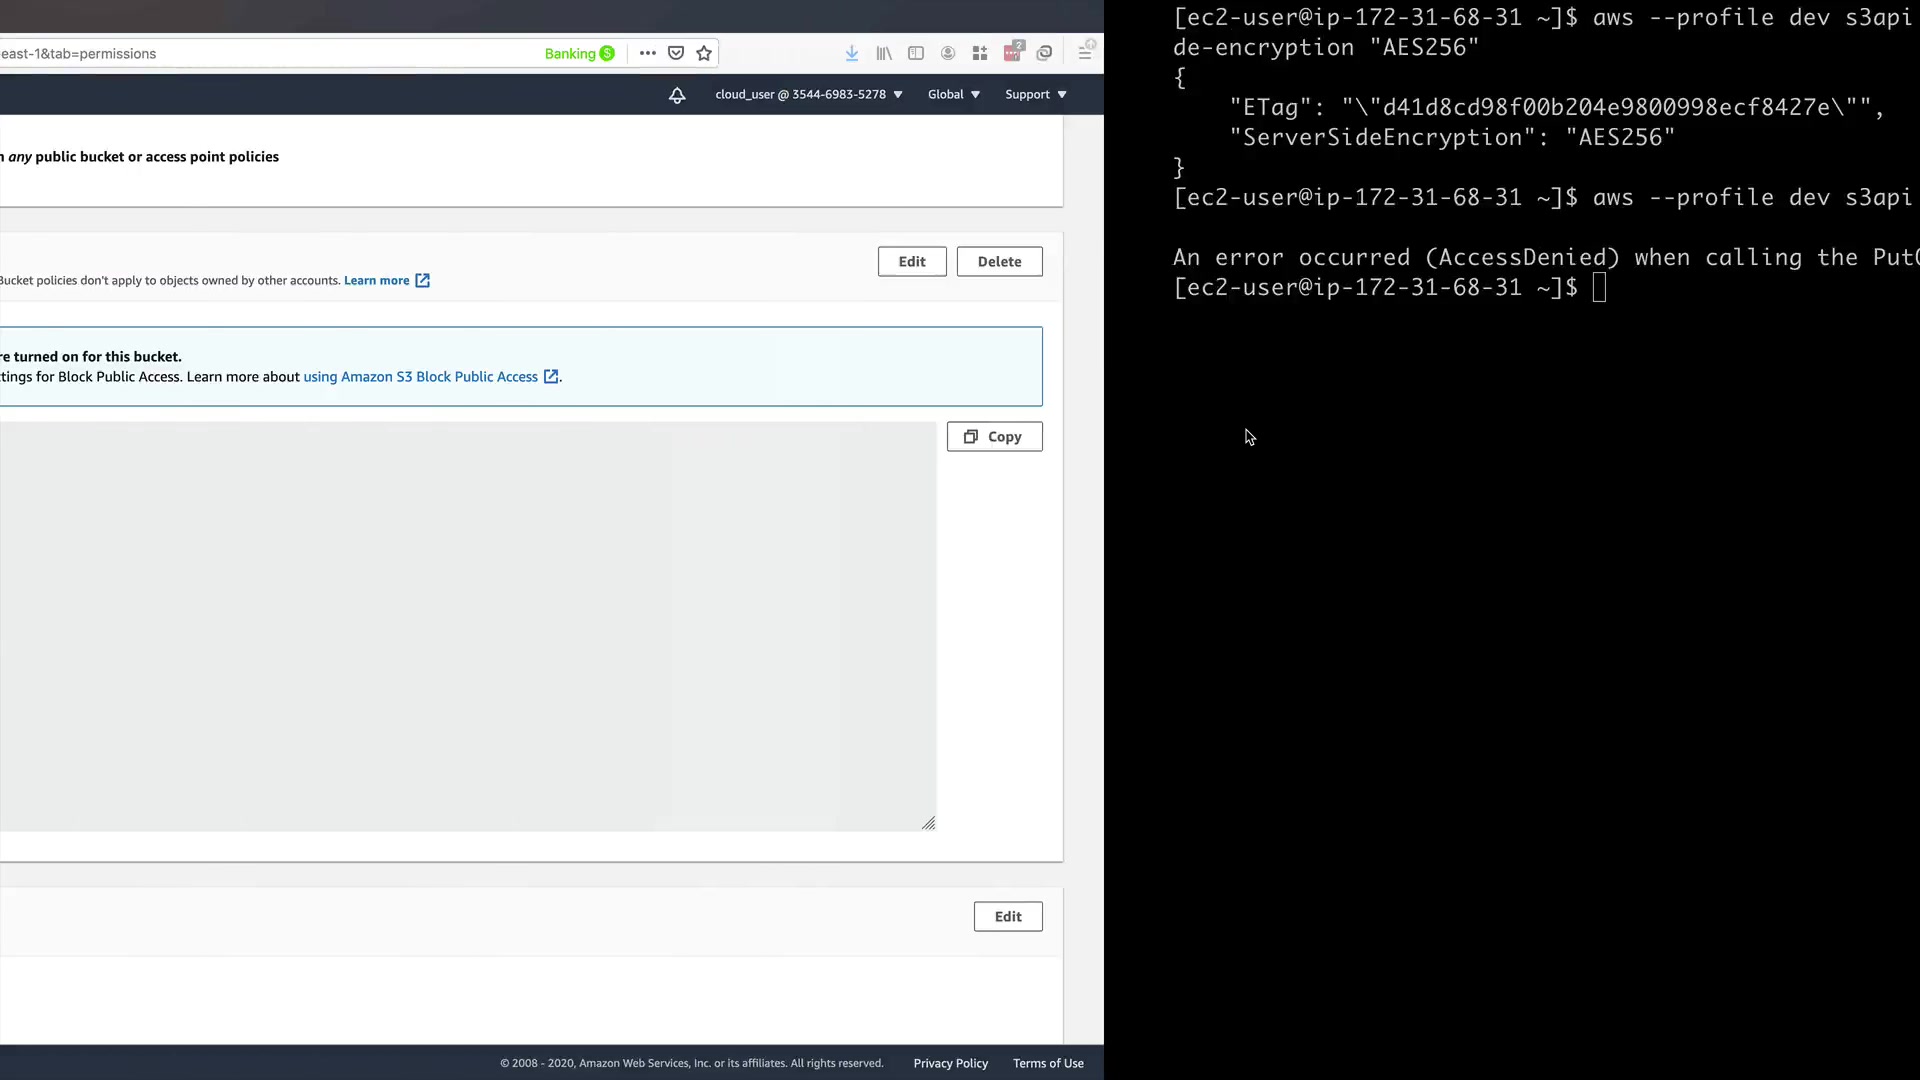 east-1&tab=permissions
Banking
2
cloud_user @ 3544-6983-5278
Global
Support
any public bucket or access point policies
Edit
Delete
Bucket policies don't apply to objects owned by other accounts. Learn more
re turned on for this bucket.
tings for Block Public Access. Learn more about using Amazon S3 Block Public Access.
Copy
Edit
© 2008 - 2020, Amazon Web Services, Inc. or its affiliates. All rights reserved.
Privacy Policy
Terms of Use
[ec2-user@ip-172-31-68-31 ~]$ aws --profile dev s3api
de-encryption "AES256"
{
"ETag": "\"d41d8cd98f00b204e9800998ecf8427e\"",
"ServerSideEncryption": "AES256"
}
[ec2-user@ip-172-31-68-31 ~]$ aws --profile dev s3api
An error occurred (AccessDenied) when calling the Put
[ec2-user@ip-172-31-68-31 ~]$